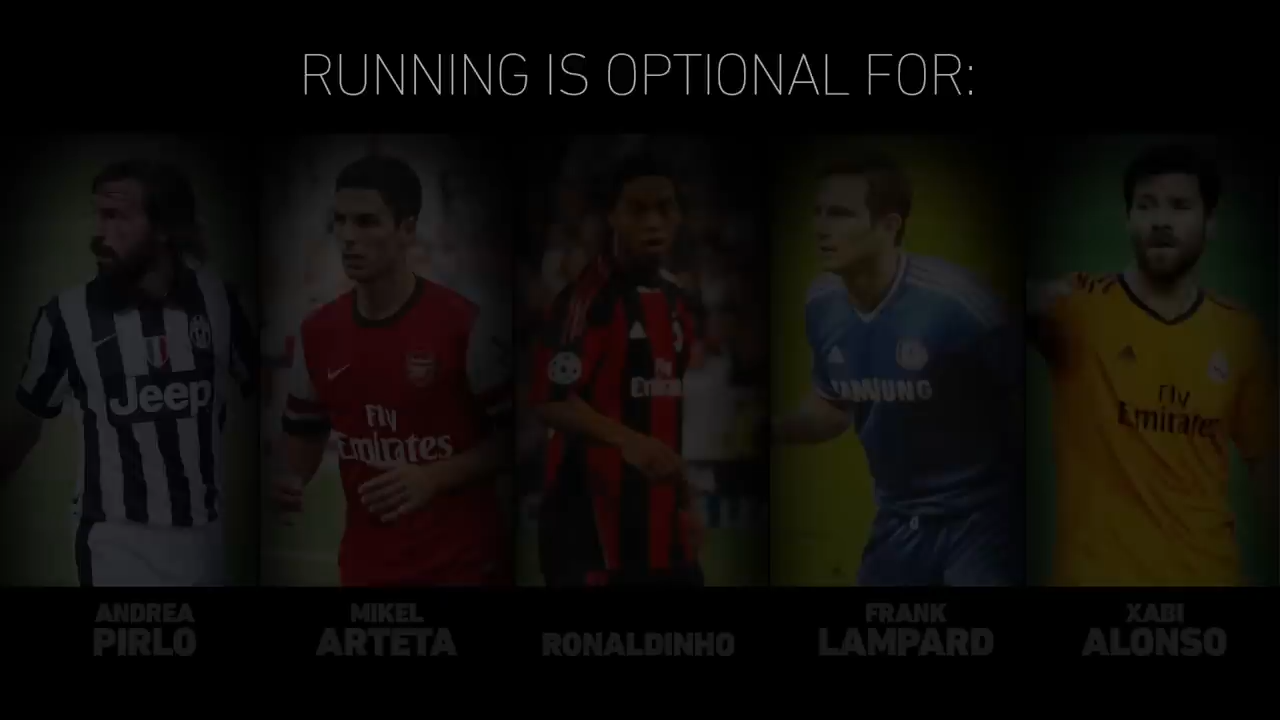 RUNNING IS OPTIONAL FOR:
Jeep
Fly
Emirates
Fly
Emirates
SAMSUNG
Fly
Emirates
ANDREA
PIRLO
MIKEL
ARTETA
RONALDINHO
FRANK
LAMPARD
XABI
ALONSO